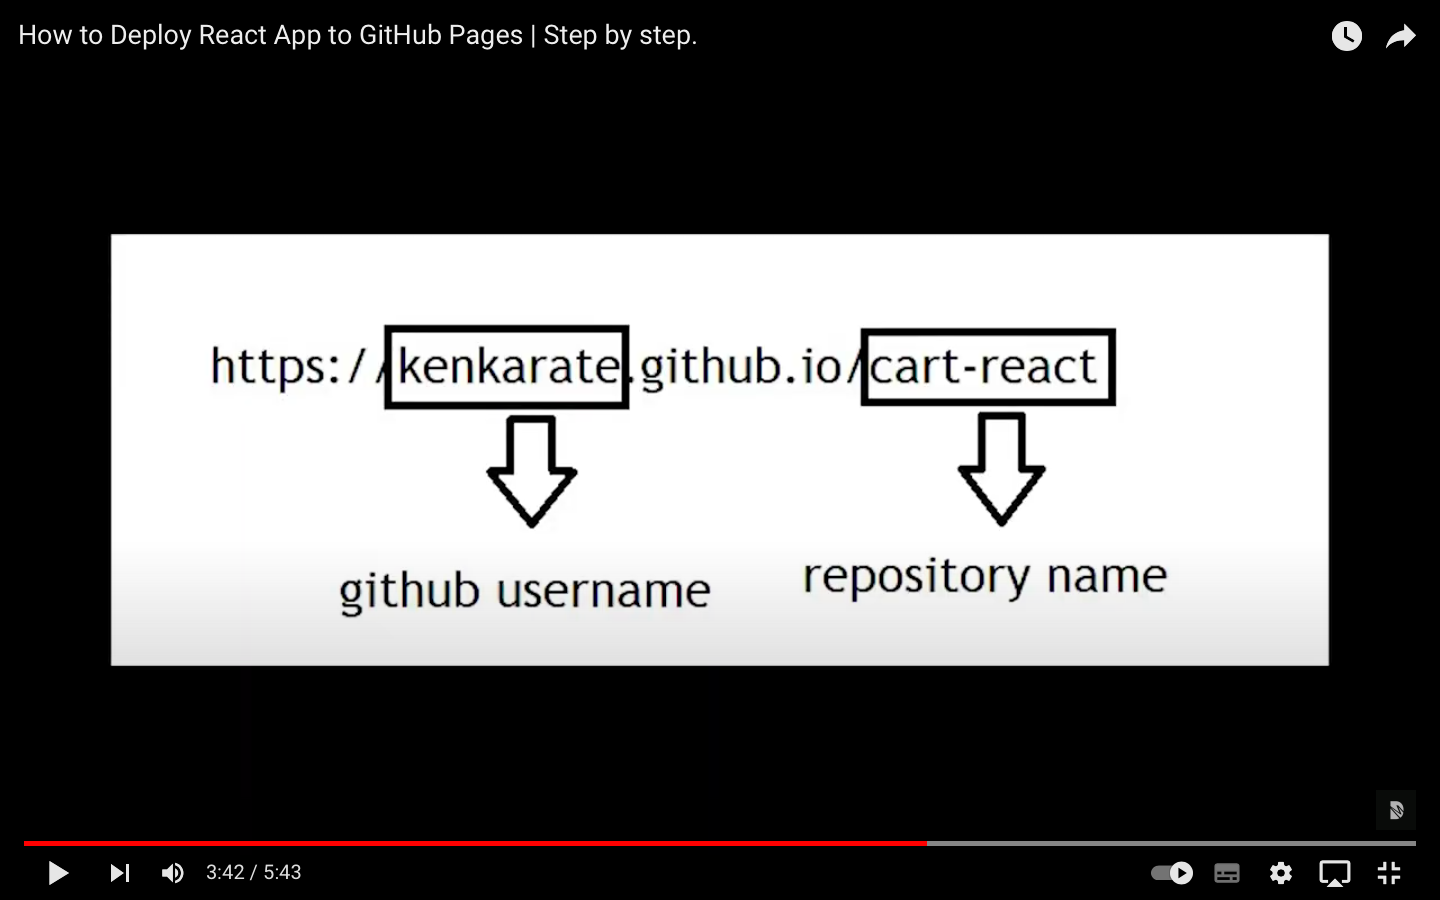 How to Deploy React App to GitHub Pages | Step by step.
https://kenkarate.github.io/cart-react
github username
repository name
3:42 / 5:43